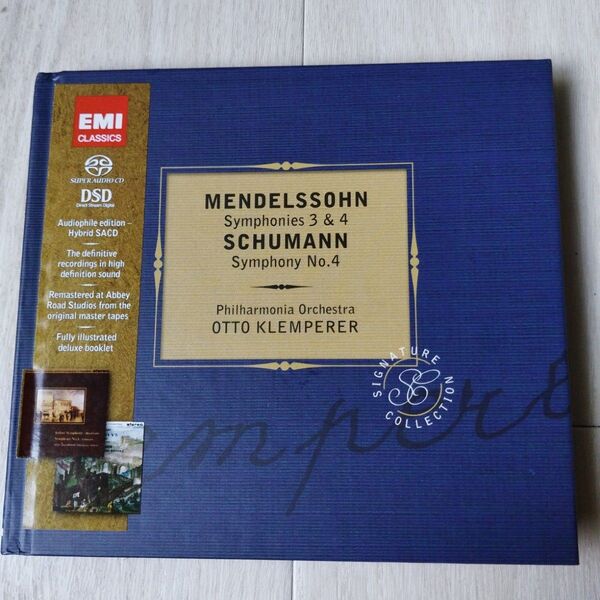 EMI
CLASSICS
SUPER AUDIO CD
DSD
Direct Stream Digital
Audiophile edition –
Hybrid SACD
The definitive
recordings in high
definition sound
Remastered at Abbey
Road Studios from the
original master tapes
Fully illustrated
deluxe booklet
MENDELSSOHN
Symphonies 3 & 4
SCHUMANN
Symphony No.4
Philharmonia Orchestra
OTTO KLEMPERER
SIGNATURE
SC
COLLECTION
mpere